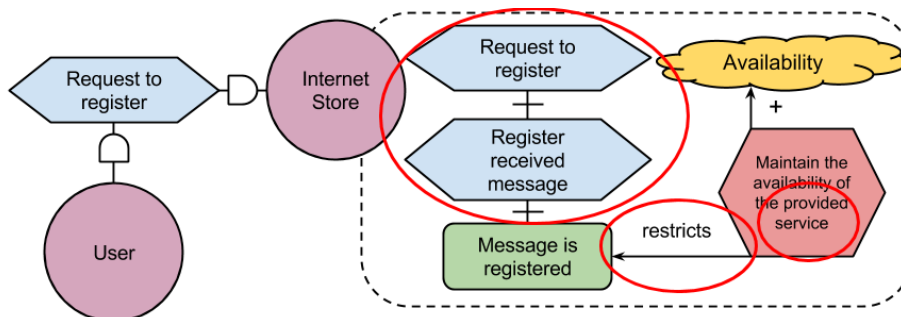 Request to
register
Internet
Store
Request to
register
Availability
+
Register
received
message
Maintain the
availability of
the provided
service
User
restricts
Message is
registered